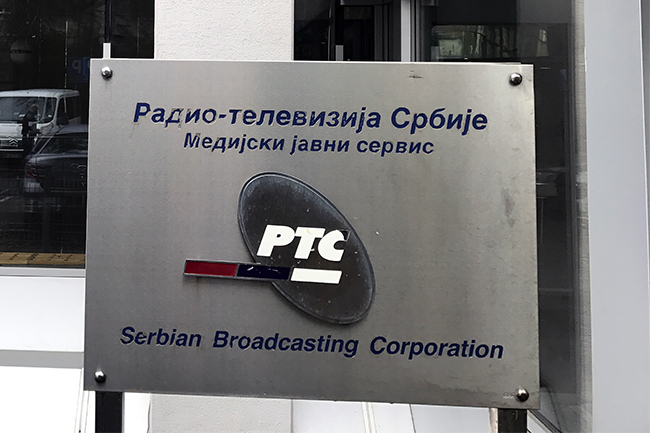 Радио-телевизија Србије
Медијски јавни сервис
РТС
Serbian Broadcasting Corporation